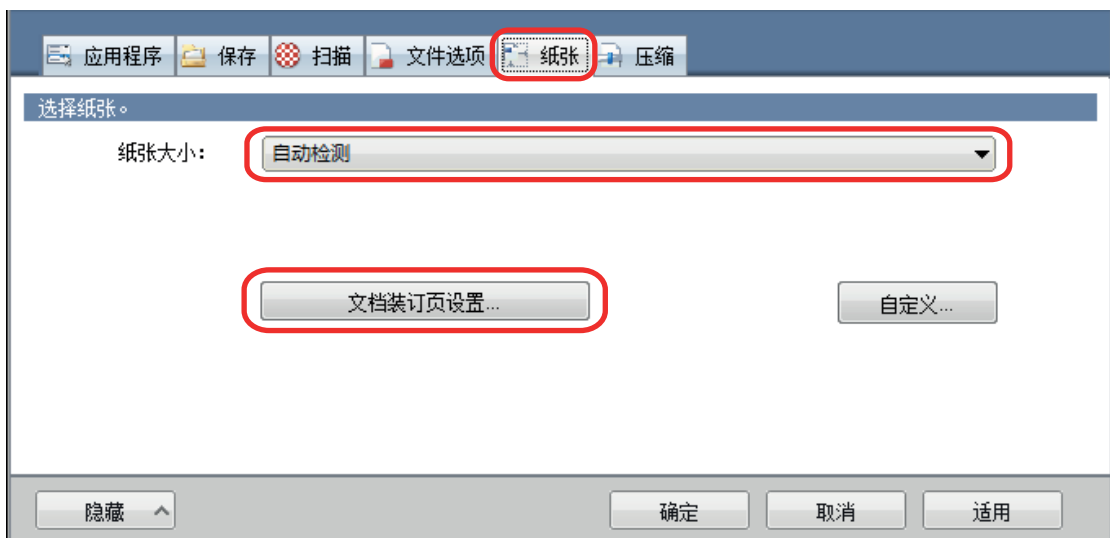 应用程序 保存 扫描 文件选项 纸张 压缩
选择纸张。
纸张大小： 自动检测
文档装订页设置... 自定义...
隐藏 确定 取消 适用